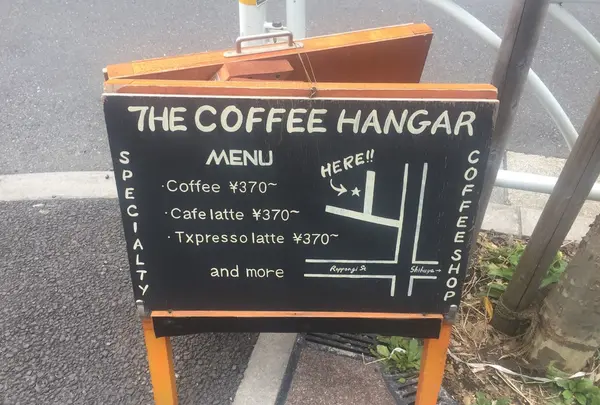 THE COFFEE HANGAR
MENU
·Coffee ¥370~
·Cafe latte ¥370~
·Txpresso latte ¥370~
and more
SPECIALTY
HERE!!
Roppongi St.
Shibuya→
COFFEE SHOP